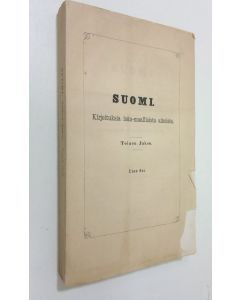 SUOMI.
Kirjoituksia isän-maallisista aineista.
Toinen Jakso.